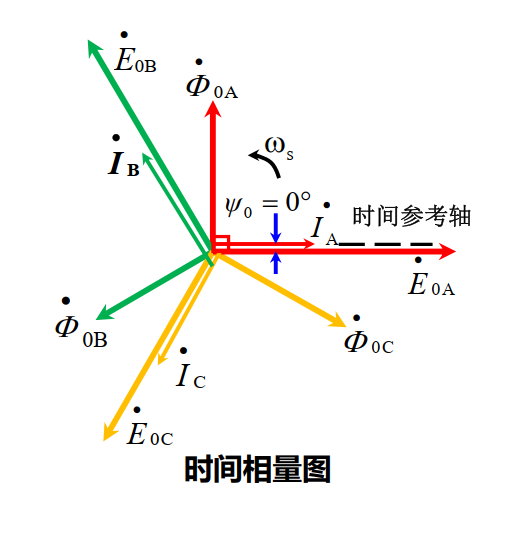 Ė₀B
Φ̇₀A
İ B
ωs
ψ₀ = 0°
İ A
时间参考轴
Ė₀A
Φ̇₀B
Φ̇₀C
İ C
Ė₀C
时间相量图